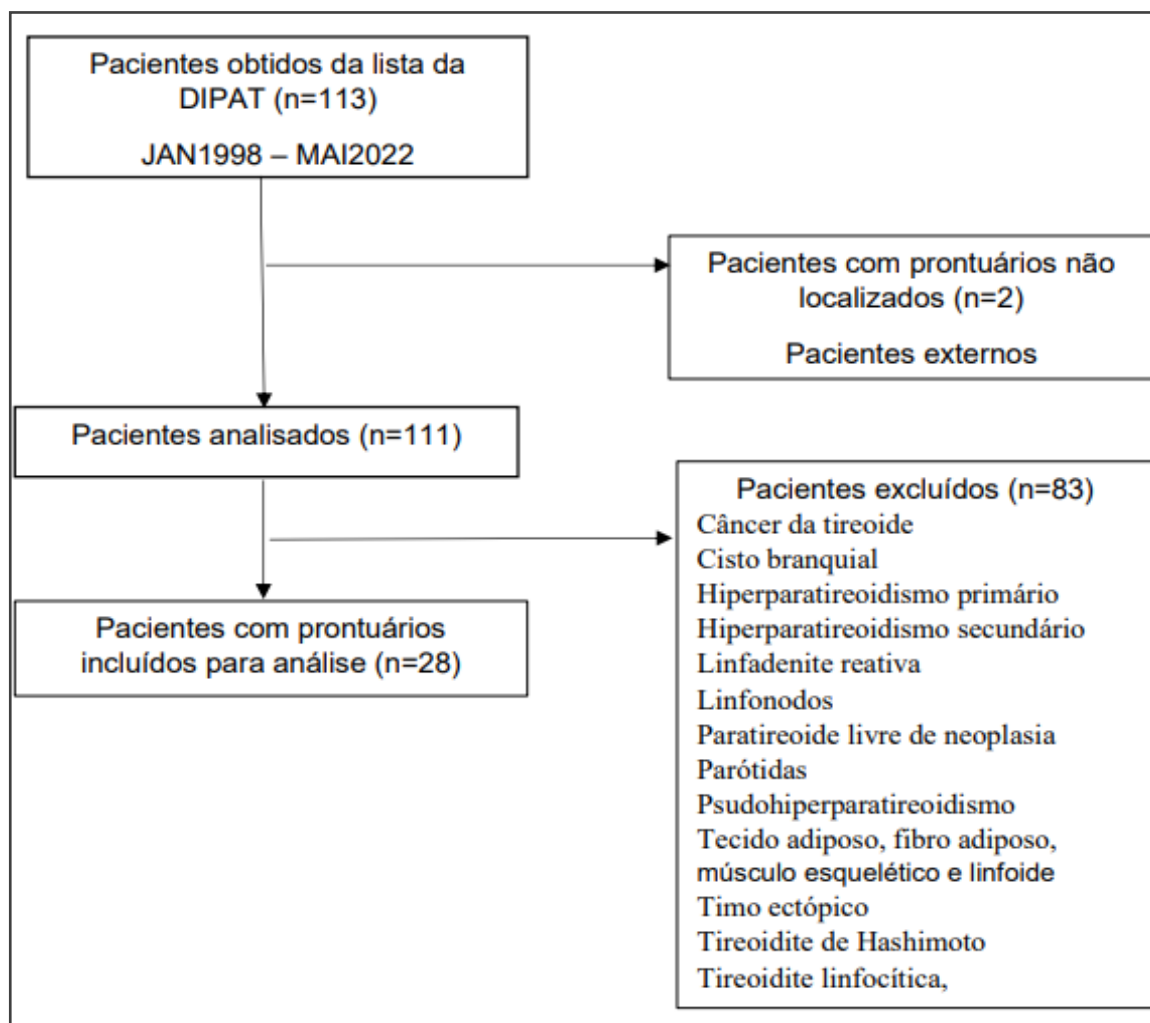 Pacientes obtidos da lista da
DIPAT (n=113)
JAN1998 – MAI2022
Pacientes com prontuários não
localizados (n=2)
Pacientes externos
Pacientes analisados (n=111)
Pacientes excluídos (n=83)
Câncer da tireoide
Cisto branquial
Hiperparatireoidismo primário
Hiperparatireoidismo secundário
Linfadenite reativa
Linfonodos
Paratireoide livre de neoplasia
Parótidas
Psudohiperparatireoidismo
Tecido adiposo, fibro adiposo,
músculo esquelético e linfoide
Timo ectópico
Tireoidite de Hashimoto
Tireoidite linfocítica,
Pacientes com prontuários
incluídos para análise (n=28)